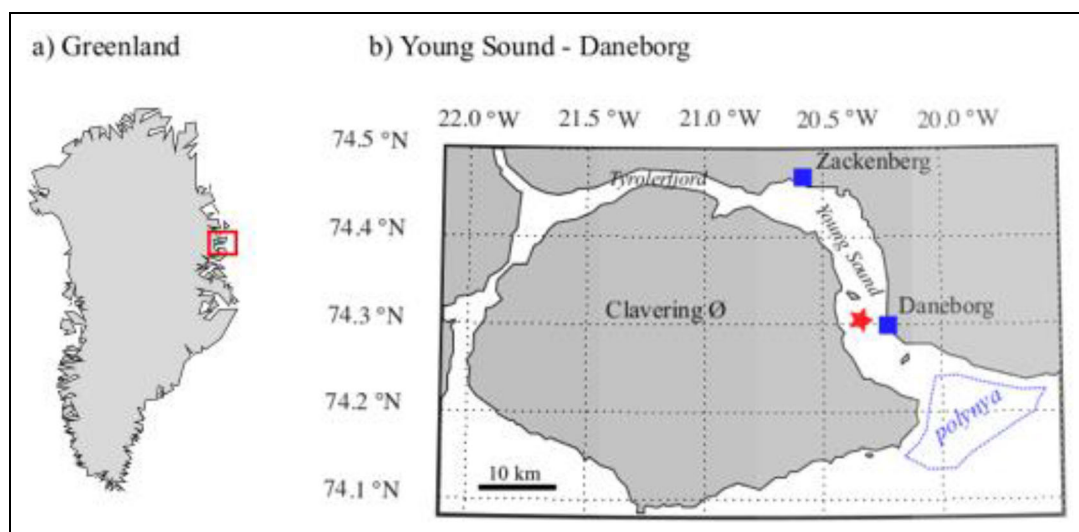 a) Greenland
b) Young Sound - Daneborg
22.0 °W 21.5 °W 21.0 °W 20.5 °W 20.0 °W
74.5 °N
Zackenberg
Tyrolerfjord
74.4 °N
Young Sound
Clavering Ø
Daneborg
74.3 °N
74.2 °N
polynya
10 km
74.1 °N